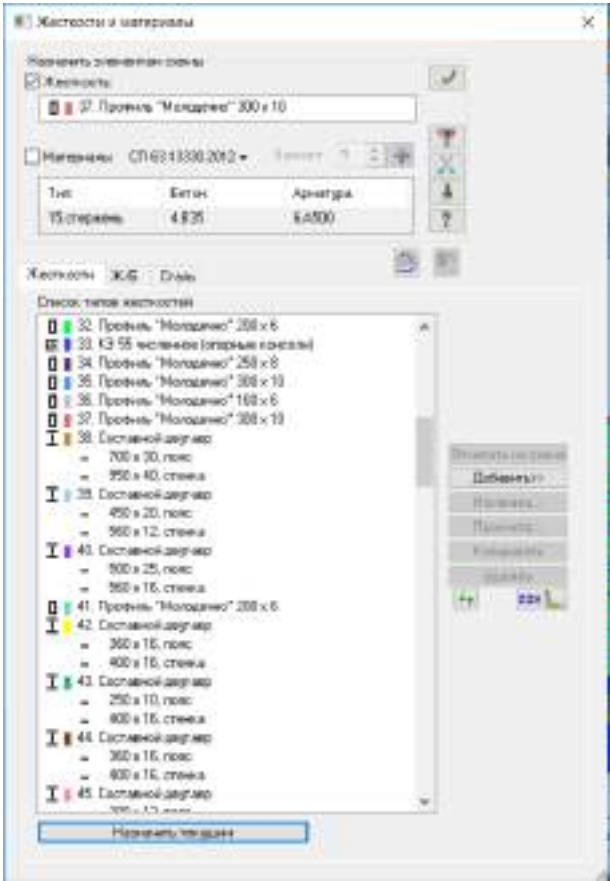 Жесткости и материалы
Назначить элементам схемы
Жесткость
37. Профиль "Молодечно" 300 x 10
Материалы СП 63.13330.2012
Тип Бетон Арматура
15.стержень 4.B35 6.A500
?
Жесткости Ж/Б Сталь
Список типов жесткостей
32. Профиль "Молодечно" 200 x 6
33. КЭ 55 численное (опорные консоли)
34. Профиль "Молодечно" 250 x 8
35. Профиль "Молодечно" 300 x 10
36. Профиль "Молодечно" 160 x 6
37. Профиль "Молодечно" 300 x 10
38. Составной двутавр
700 x 30, пояс
950 x 40, стенка
39. Составной двутавр
450 x 20, пояс
560 x 12, стенка
40. Составной двутавр
500 x 25, пояс
560 x 16, стенка
41. Профиль "Молодечно" 200 x 6
42. Составной двутавр
360 x 16, пояс
400 x 16, стенка
43. Составной двутавр
250 x 10, пояс
400 x 16, стенка
44. Составной двутавр
360 x 16, пояс
400 x 16, стенка
45. Составной двутавр
Добавить>>
Изменить...
Копировать
Удалить
Назначить текущим